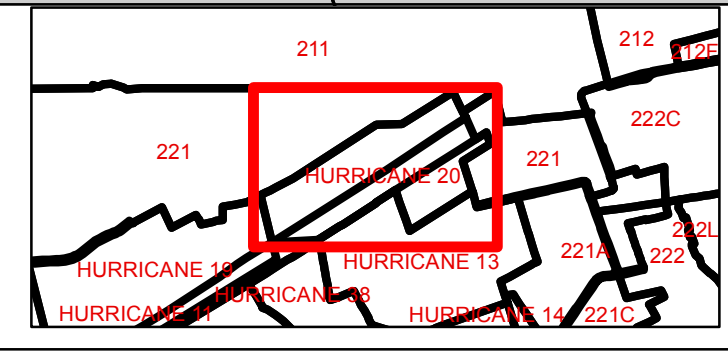 211
212
212F
222C
221
221
HURRICANE 20
222L
221A
222
HURRICANE 19
HURRICANE 13
HURRICANE 38
HURRICANE 11
HURRICANE 14
221C